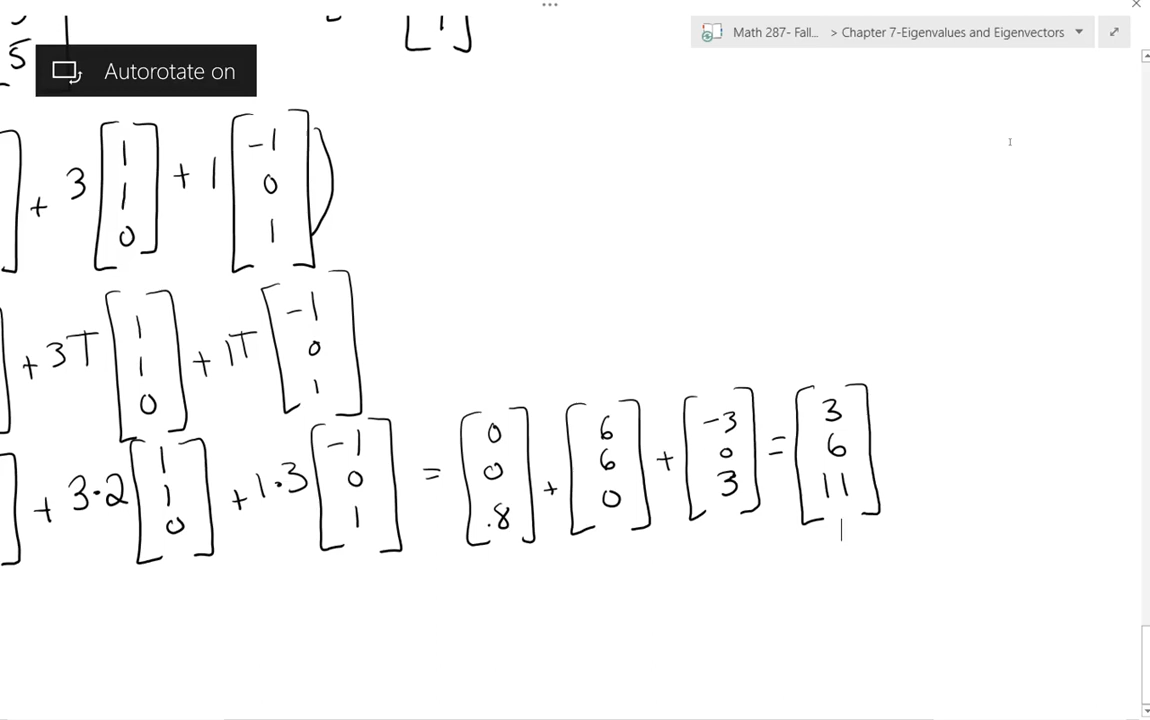 Math 287- Fall... > Chapter 7-Eigenvalues and Eigenvectors
5 [ 1 ]
Autorotate on
] + 3 [ 1 1 0 ] + 1 [ -1 0 1 ] )
] + 3T [ 1 1 0 ] + 1T [ -1 0 1 ]
] + 3·2 [ 1 1 0 ] + 1·3 [ -1 0 1 ] = [ 0 0 .8 ] + [ 6 6 0 ] + [ -3 0 3 ] = [ 3 6 11 ]